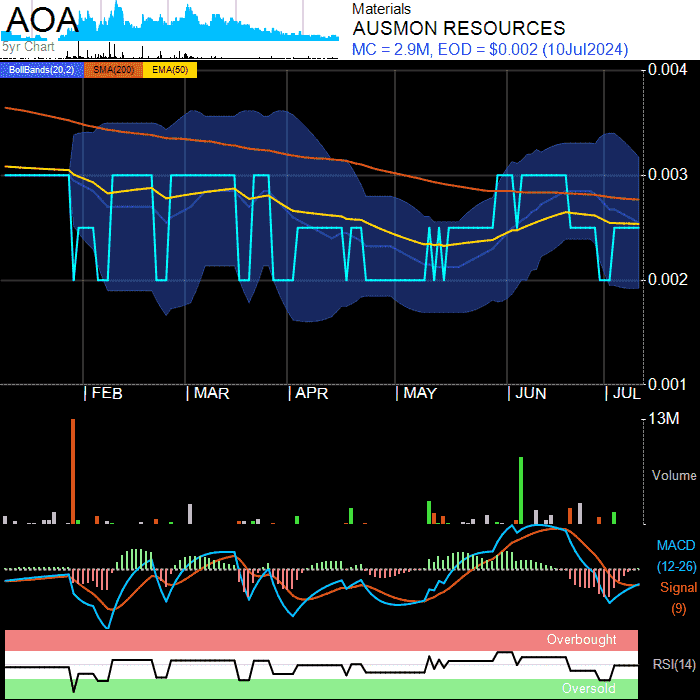 AOA
5yr Chart
Materials
AUSMON RESOURCES
MC = 2.9M, EOD = $0.002 (10Jul2024)
BollBands(20,2) SMA(200) EMA(50)
0.004
0.003
0.002
0.001
FEB MAR APR MAY JUN JUL
13M
Volume
MACD
(12-26)
Signal
(9)
Overbought
RSI(14)
Oversold